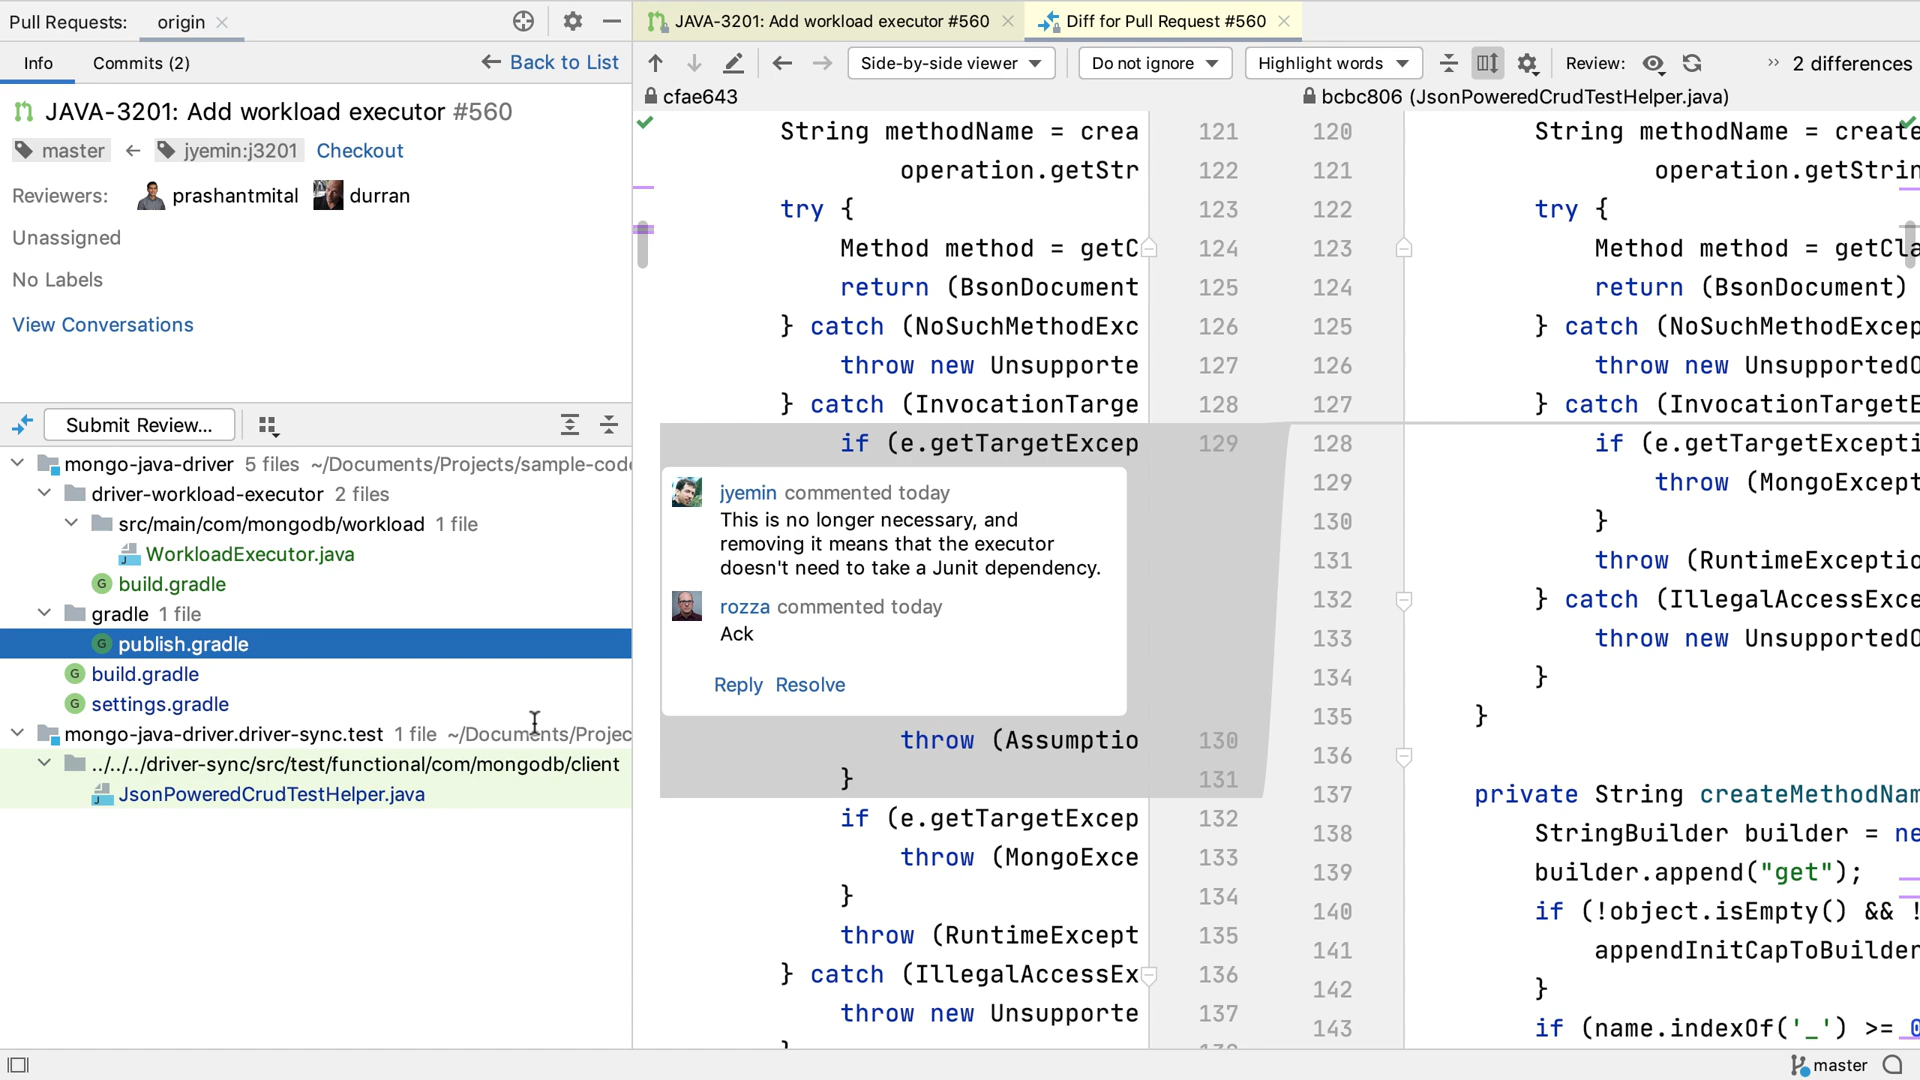 Pull Requests: origin
JAVA-3201: Add workload executor #560
Diff for Pull Request #560
Info
Commits (2)
Back to List
Side-by-side viewer
Do not ignore
Highlight words
Review:
2 differences
JAVA-3201: Add workload executor #560
master
jyemin:j3201
Checkout
Reviewers: prashantmital durran
Unassigned
No Labels
View Conversations
Submit Review...
mongo-java-driver 5 files ~/Documents/Projects/sample-code
driver-workload-executor 2 files
src/main/com/mongodb/workload 1 file
WorkloadExecutor.java
build.gradle
gradle 1 file
publish.gradle
build.gradle
settings.gradle
mongo-java-driver.driver-sync.test 1 file ~/Documents/Projec
../../../driver-sync/src/test/functional/com/mongodb/client
JsonPoweredCrudTestHelper.java
cfae643
String methodName = crea 121
operation.getStr 122
try { 123
Method method = getC 124
return (BsonDocument 125
} catch (NoSuchMethodExc 126
throw new Unsupporte 127
} catch (InvocationTarge 128
if (e.getTargetExcep 129
jyemin commented today
This is no longer necessary, and
removing it means that the executor
doesn't need to take a Junit dependency.
rozza commented today
Ack
Reply Resolve
throw (Assumptio 130
} 131
if (e.getTargetExcep 132
throw (MongoExce 133
} 134
throw (RuntimeExcept 135
} catch (IllegalAccessEx 136
throw new Unsupporte 137
bcbc806 (JsonPoweredCrudTestHelper.java)
120 String methodName = create
121 operation.getStrin
122 try {
123 Method method = getCla
124 return (BsonDocument)
125 } catch (NoSuchMethodExcep
126 throw new UnsupportedO
127 } catch (InvocationTargetE
128 if (e.getTargetExcepti
129 throw (MongoExcept
130 }
131 throw (RuntimeExceptio
132 } catch (IllegalAccessExce
133 throw new UnsupportedO
134 }
135 }
136
137 private String createMethodNam
138 StringBuilder builder = ne
139 builder.append("get");
140 if (!object.isEmpty() && !
141 appendInitCapToBuilder
142 }
143 if (name.indexOf('_') >= 0
master